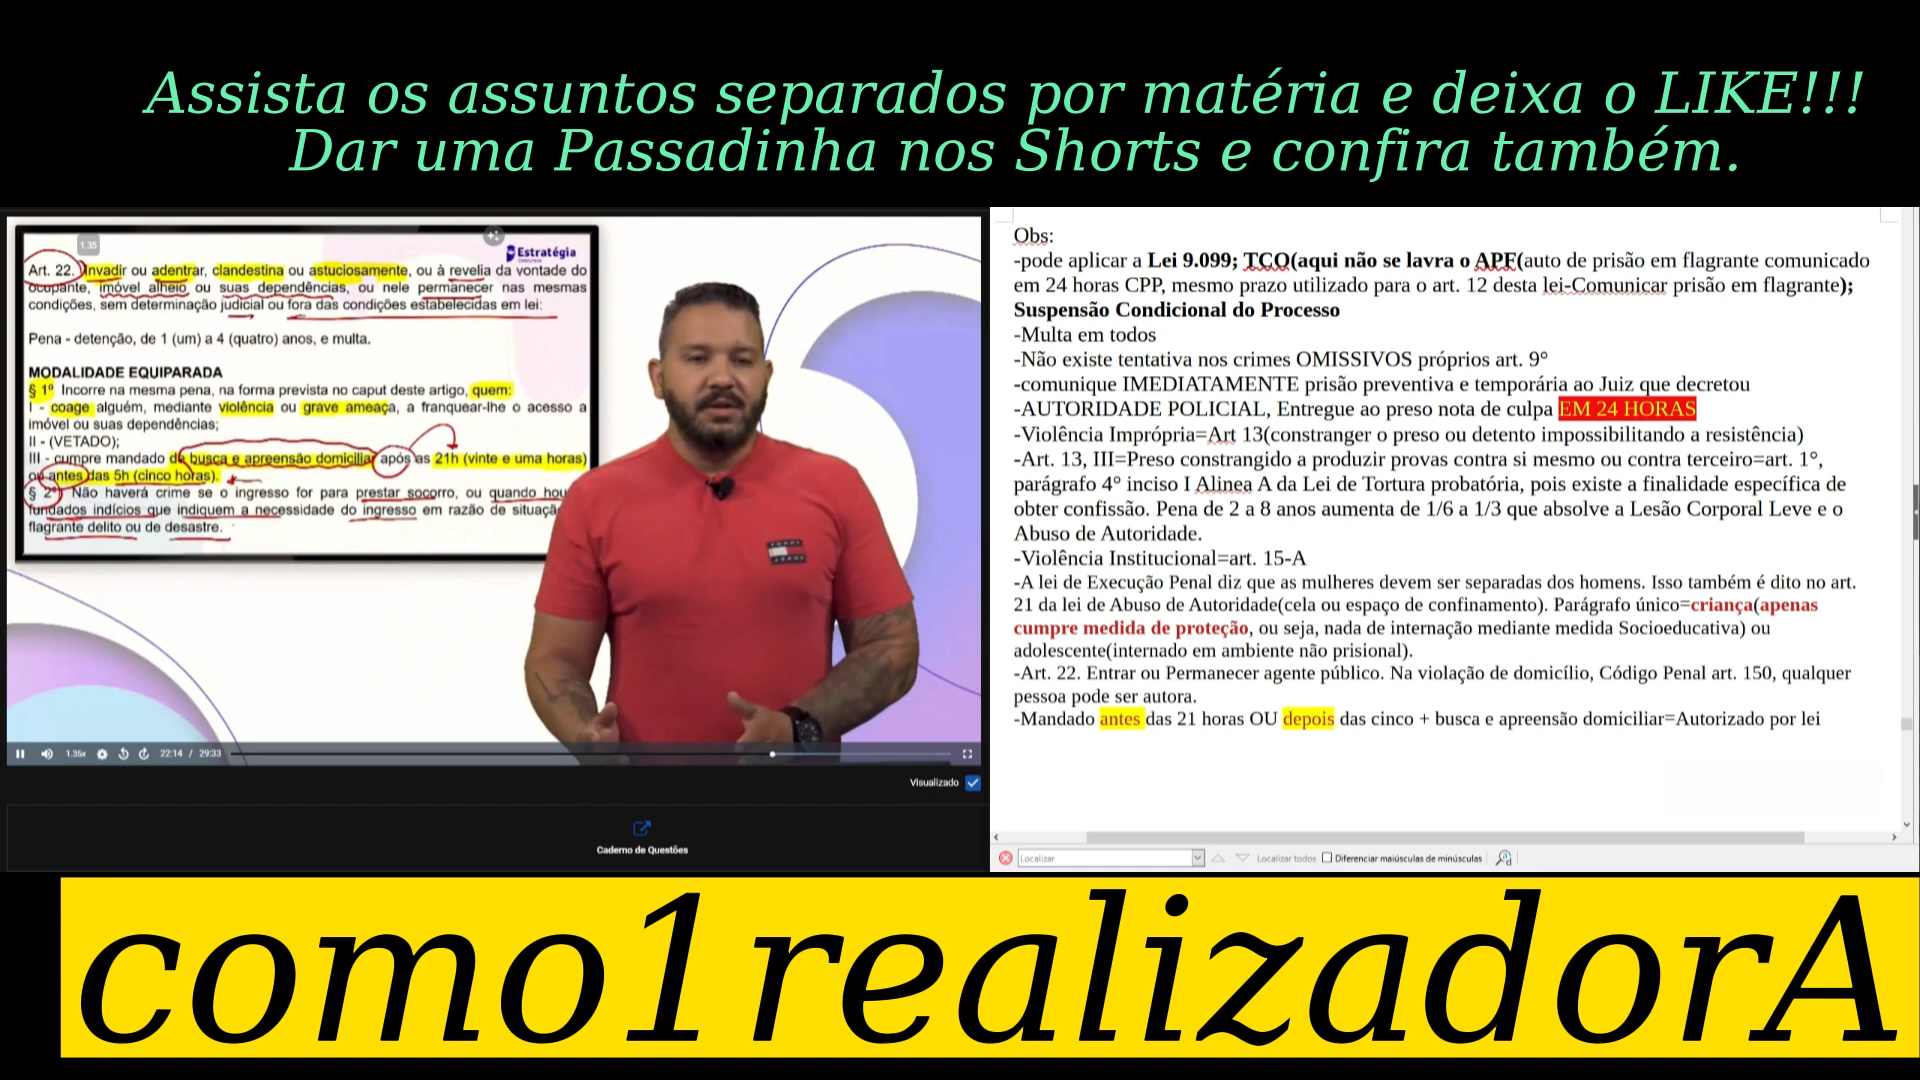 Assista os assuntos separados por matéria e deixa o LIKE!!!
Dar uma Passadinha nos Shorts e confira também.
1.35
Estratégia
Art. 22. Invadir ou adentrar, clandestina ou astuciosamente, ou à revelia da vontade do
ocupante, imóvel alheio ou suas dependências, ou nele permanecer nas mesmas
condições, sem determinação judicial ou fora das condições estabelecidas em lei:
Pena - detenção, de 1 (um) a 4 (quatro) anos, e multa.
MODALIDADE EQUIPARADA
§ 1º Incorre na mesma pena, na forma prevista no caput deste artigo, quem:
I - coage alguém, mediante violência ou grave ameaça, a franquear-lhe o acesso a
imóvel ou suas dependências;
II - (VETADO);
III - cumpre mandado de busca e apreensão domiciliar após as 21h (vinte e uma horas)
ou antes das 5h (cinco horas).
§ 2º Não haverá crime se o ingresso for para prestar socorro, ou quando hou
fundados indícios que indiquem a necessidade do ingresso em razão de situaçã
flagrante delito ou de desastre.
TOMMY JEANS
1.35x 22:14 / 29:33
Visualizado
Caderno de Questões
Obs:
-pode aplicar a Lei 9.099; TCO(aqui não se lavra o APF(auto de prisão em flagrante comunicado
em 24 horas CPP, mesmo prazo utilizado para o art. 12 desta lei-Comunicar prisão em flagrante);
Suspensão Condicional do Processo
-Multa em todos
-Não existe tentativa nos crimes OMISSIVOS próprios art. 9°
-comunique IMEDIATAMENTE prisão preventiva e temporária ao Juiz que decretou
-AUTORIDADE POLICIAL, Entregue ao preso nota de culpa EM 24 HORAS
-Violência Imprópria=Art 13(constranger o preso ou detento impossibilitando a resistência)
-Art. 13, III=Preso constrangido a produzir provas contra si mesmo ou contra terceiro=art. 1°,
parágrafo 4° inciso I Alinea A da Lei de Tortura probatória, pois existe a finalidade específica de
obter confissão. Pena de 2 a 8 anos aumenta de 1/6 a 1/3 que absolve a Lesão Corporal Leve e o
Abuso de Autoridade.
-Violência Institucional=art. 15-A
-A lei de Execução Penal diz que as mulheres devem ser separadas dos homens. Isso também é dito no art.
21 da lei de Abuso de Autoridade(cela ou espaço de confinamento). Parágrafo único=criança(apenas
cumpre medida de proteção, ou seja, nada de internação mediante medida Socioeducativa) ou
adolescente(internado em ambiente não prisional).
-Art. 22. Entrar ou Permanecer agente público. Na violação de domicílio, Código Penal art. 150, qualquer
pessoa pode ser autora.
-Mandado antes das 21 horas OU depois das cinco + busca e apreensão domiciliar=Autorizado por lei
Localizar Localizar todos Diferenciar maiúsculas de minúsculas
como1realizadorA